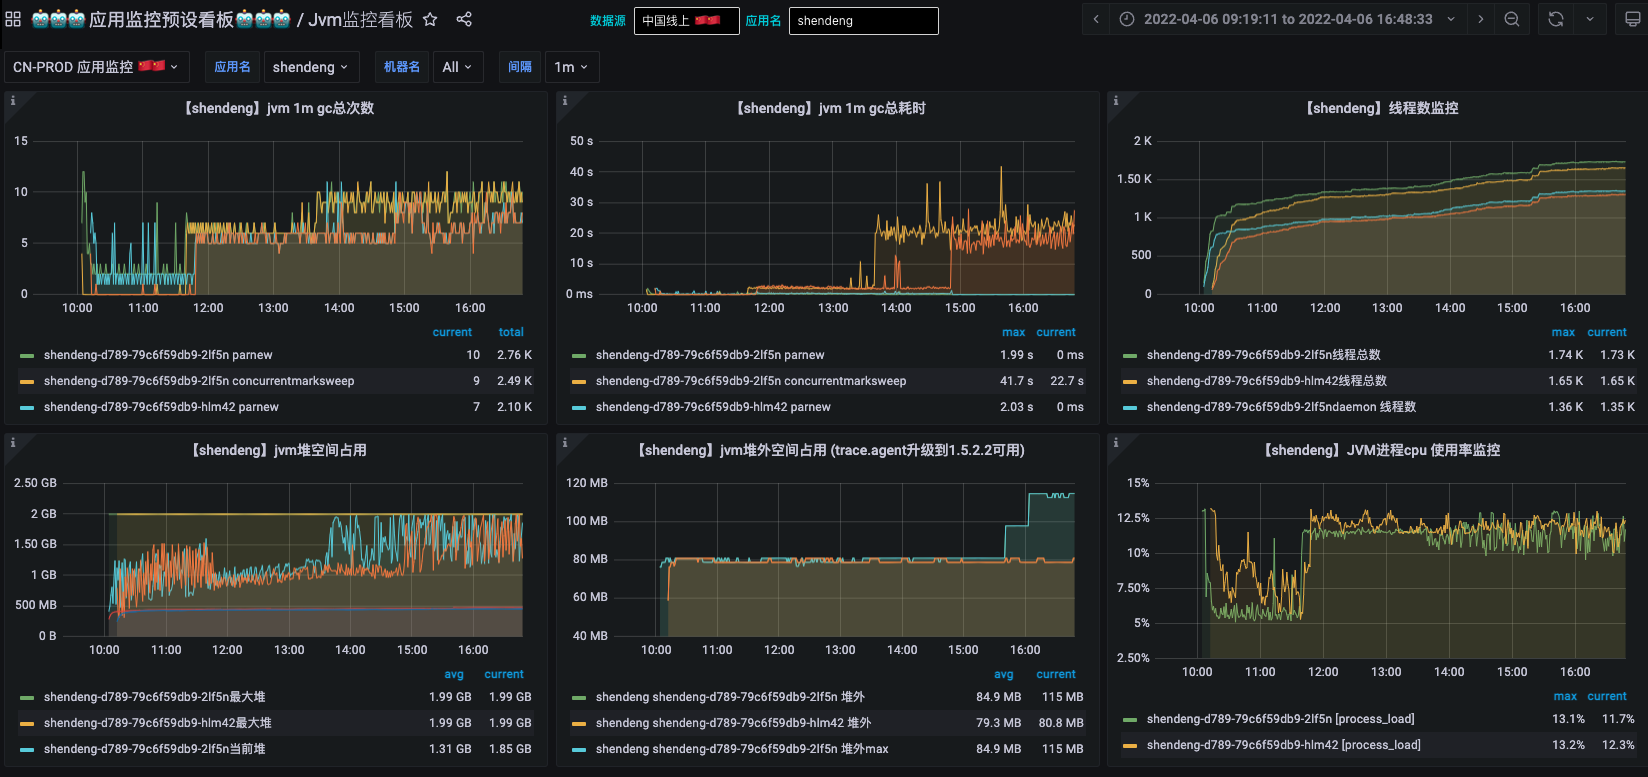 应用监控预设看板 / Jvm监控看板
数据源 中国线上 应用名 shendeng
2022-04-06 09:19:11 to 2022-04-06 16:48:33
CN-PROD 应用监控 应用名 shendeng 机器名 All 间隔 1m
【shendeng】jvm 1m gc总次数
15
10
5
0
10:00 11:00 12:00 13:00 14:00 15:00 16:00
current total
shendeng-d789-79c6f59db9-2lf5n parnew 10 2.76 K
shendeng-d789-79c6f59db9-2lf5n concurrentmarksweep 9 2.49 K
shendeng-d789-79c6f59db9-hlm42 parnew 7 2.10 K
【shendeng】jvm 1m gc总耗时
50 s
40 s
30 s
20 s
10 s
0 ms
10:00 11:00 12:00 13:00 14:00 15:00 16:00
max current
shendeng-d789-79c6f59db9-2lf5n parnew 1.99 s 0 ms
shendeng-d789-79c6f59db9-2lf5n concurrentmarksweep 41.7 s 22.7 s
shendeng-d789-79c6f59db9-hlm42 parnew 2.03 s 0 ms
【shendeng】线程数监控
2 K
1.50 K
1 K
500
0
10:00 11:00 12:00 13:00 14:00 15:00 16:00
max current
shendeng-d789-79c6f59db9-2lf5n线程总数 1.74 K 1.73 K
shendeng-d789-79c6f59db9-hlm42线程总数 1.65 K 1.65 K
shendeng-d789-79c6f59db9-2lf5ndaemon 线程数 1.36 K 1.35 K
【shendeng】jvm堆空间占用
2.50 GB
2 GB
1.50 GB
1 GB
500 MB
0 B
10:00 11:00 12:00 13:00 14:00 15:00 16:00
avg current
shendeng-d789-79c6f59db9-2lf5n最大堆 1.99 GB 1.99 GB
shendeng-d789-79c6f59db9-hlm42最大堆 1.99 GB 1.99 GB
shendeng-d789-79c6f59db9-2lf5n当前堆 1.31 GB 1.85 GB
【shendeng】jvm堆外空间占用 (trace.agent升级到1.5.2.2可用)
120 MB
100 MB
80 MB
60 MB
40 MB
10:00 11:00 12:00 13:00 14:00 15:00 16:00
avg current
shendeng shendeng-d789-79c6f59db9-2lf5n 堆外 84.9 MB 115 MB
shendeng shendeng-d789-79c6f59db9-hlm42 堆外 79.3 MB 80.8 MB
shendeng shendeng-d789-79c6f59db9-2lf5n 堆外max 84.9 MB 115 MB
【shendeng】JVM进程cpu 使用率监控
15%
12.5%
10%
7.50%
5%
2.50%
10:00 11:00 12:00 13:00 14:00 15:00 16:00
max current
shendeng-d789-79c6f59db9-2lf5n [process_load] 13.1% 11.7%
shendeng-d789-79c6f59db9-hlm42 [process_load] 13.2% 12.3%